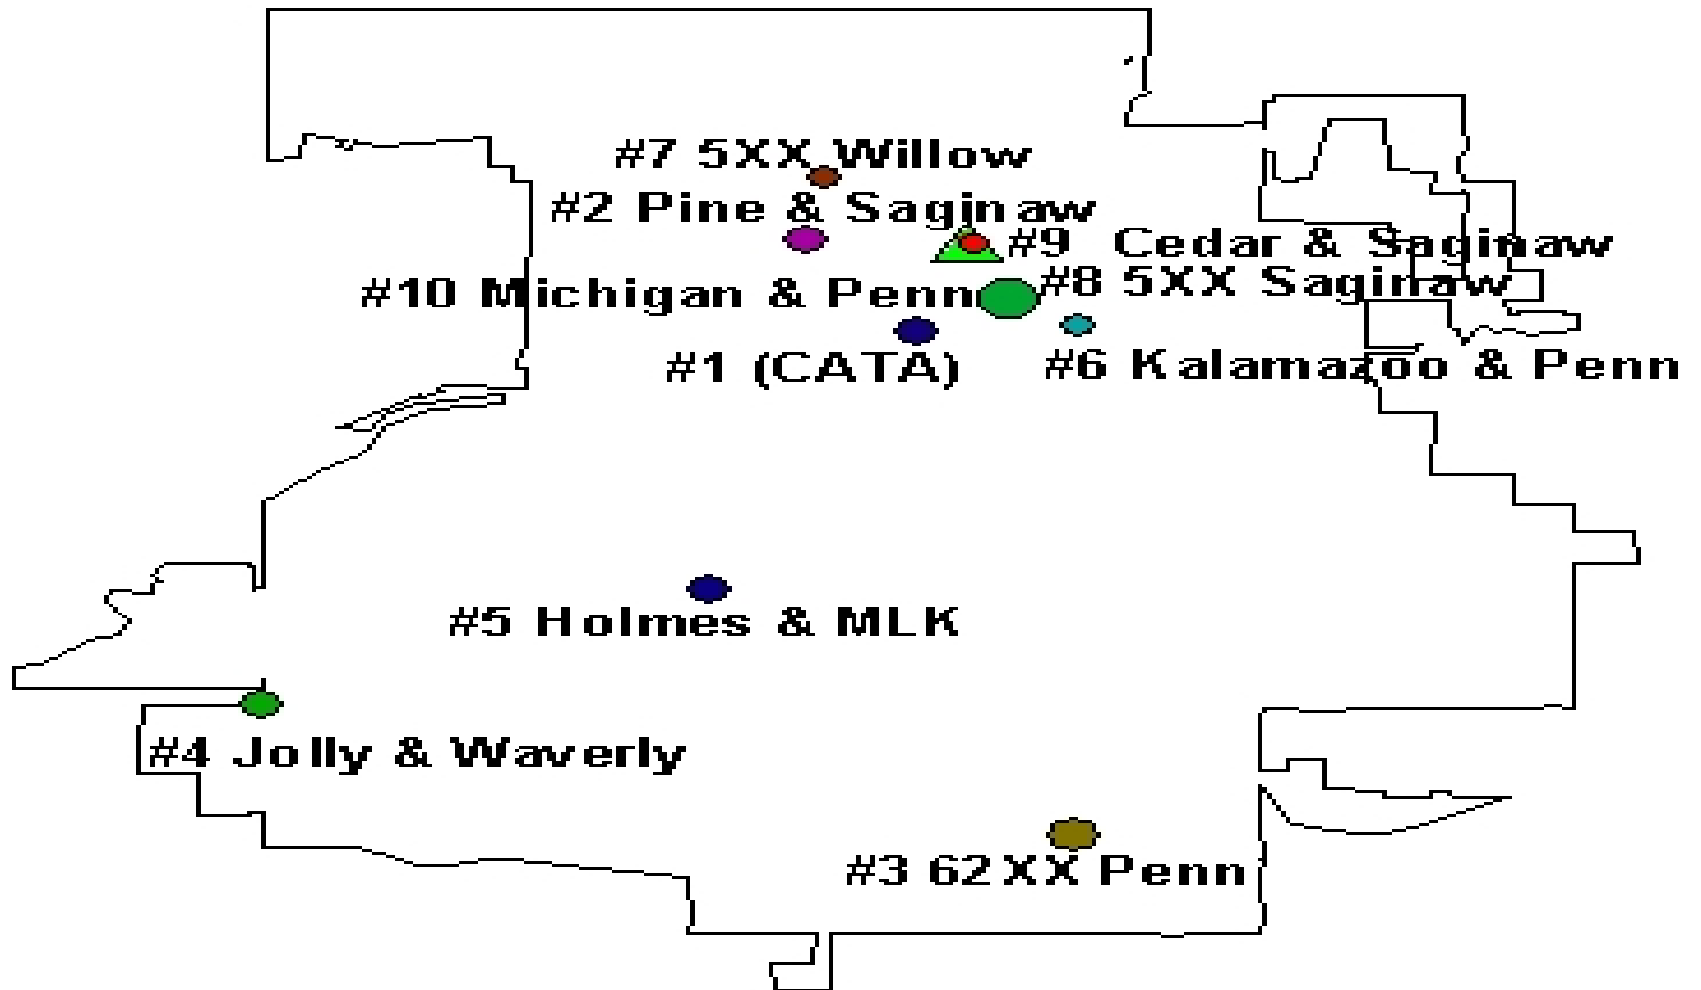 #7 5XX Willow
#2 Pine & Saginaw
#9 Cedar & Saginaw
#8 5XX Saginaw
#10 Michigan & Penn
#1 (CATA)
#6 Kalamazoo & Penn
#5 Holmes & MLK
#4 Jolly & Waverly
#3 62XX Penn